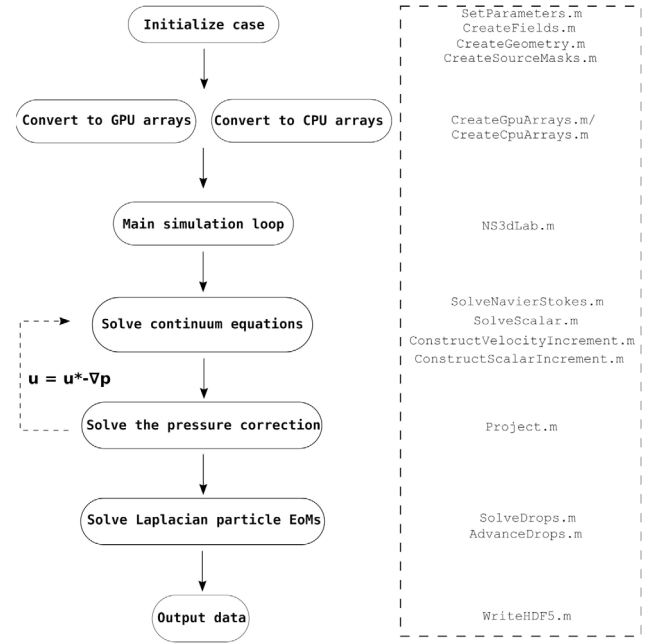 Initialize case
SetParameters.m
CreateFields.m
CreateGeometry.m
CreateSourceMasks.m
Convert to GPU arrays
Convert to CPU arrays
CreateGpuArrays.m/
CreateCpuArrays.m
Main simulation loop
NS3dLab.m
Solve continuum equations
SolveNavierStokes.m
SolveScalar.m
ConstructVelocityIncrement.m
ConstructScalarIncrement.m
u = u*-∇p
Solve the pressure correction
Project.m
Solve Laplacian particle EoMs
SolveDrops.m
AdvanceDrops.m
Output data
WriteHDF5.m